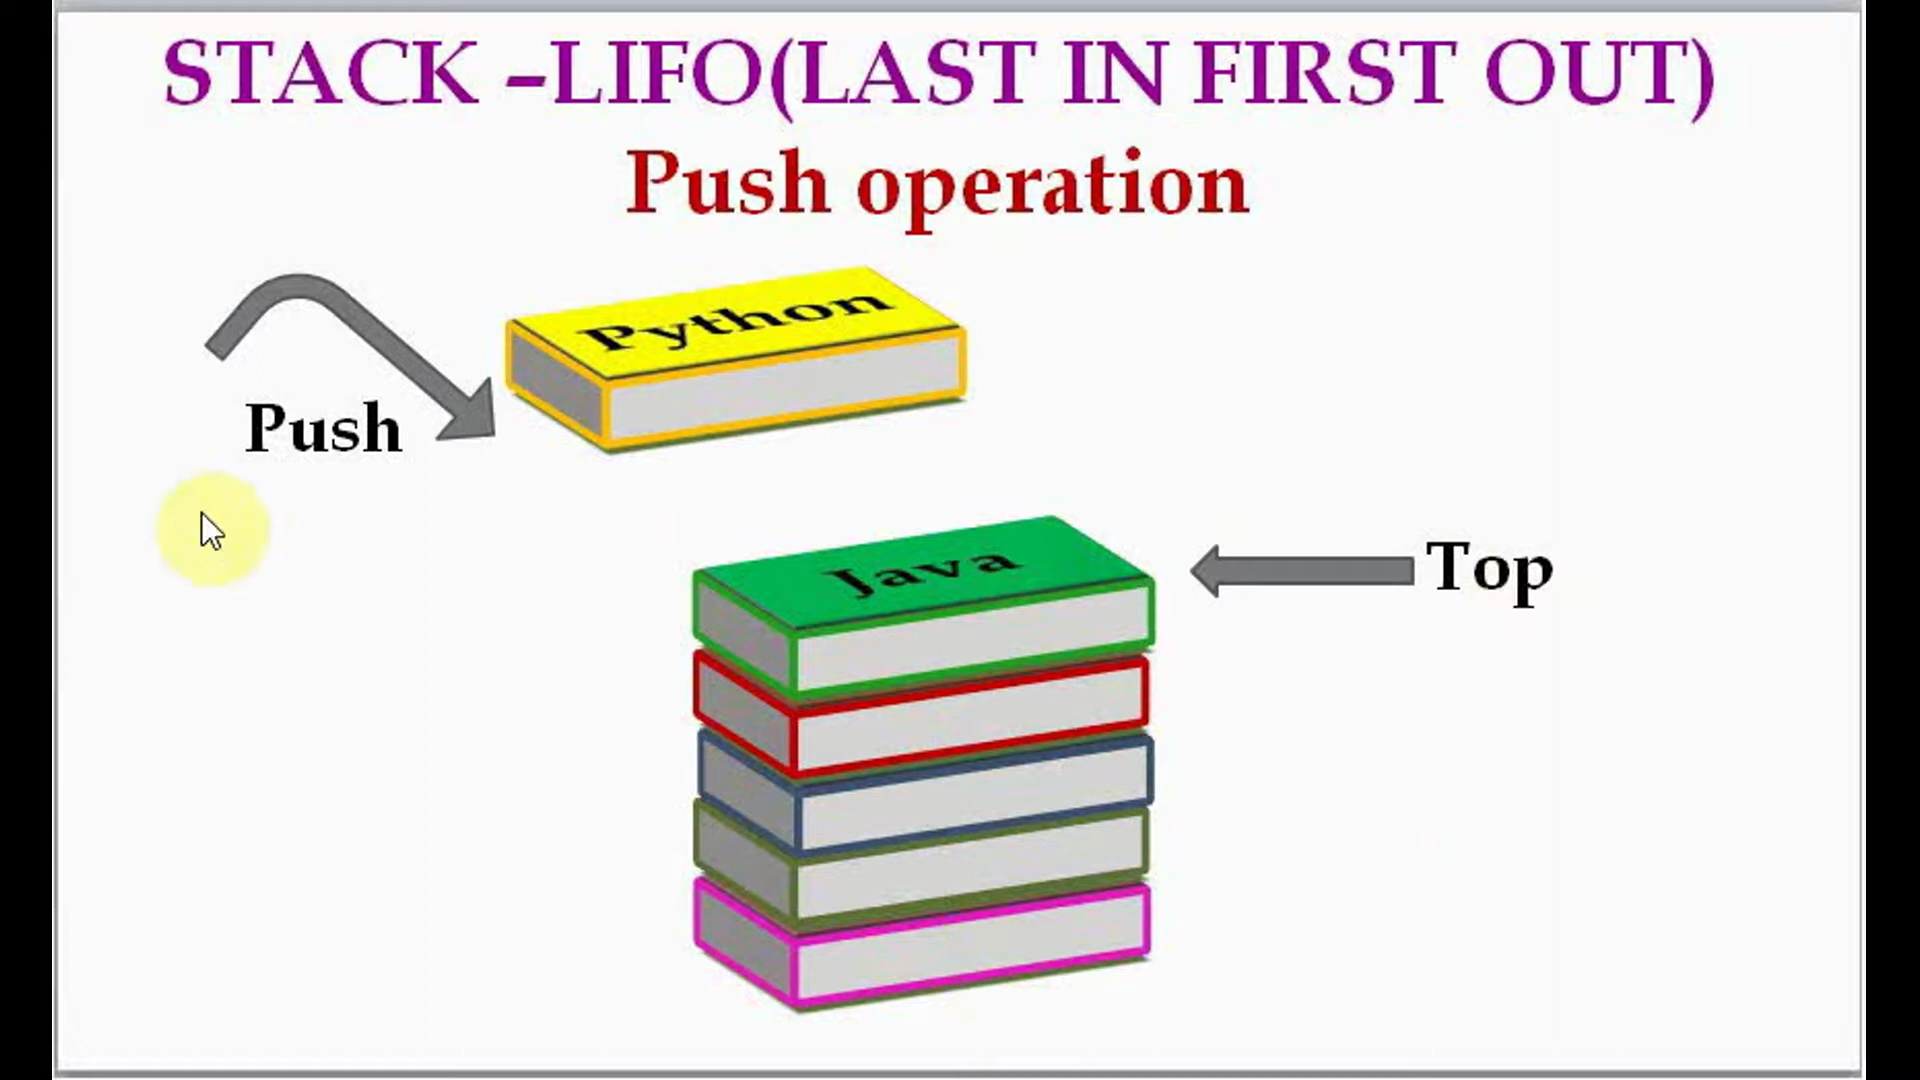 STACK –LIFO(LAST IN FIRST OUT)
Push operation
Python
Push
Java
Top